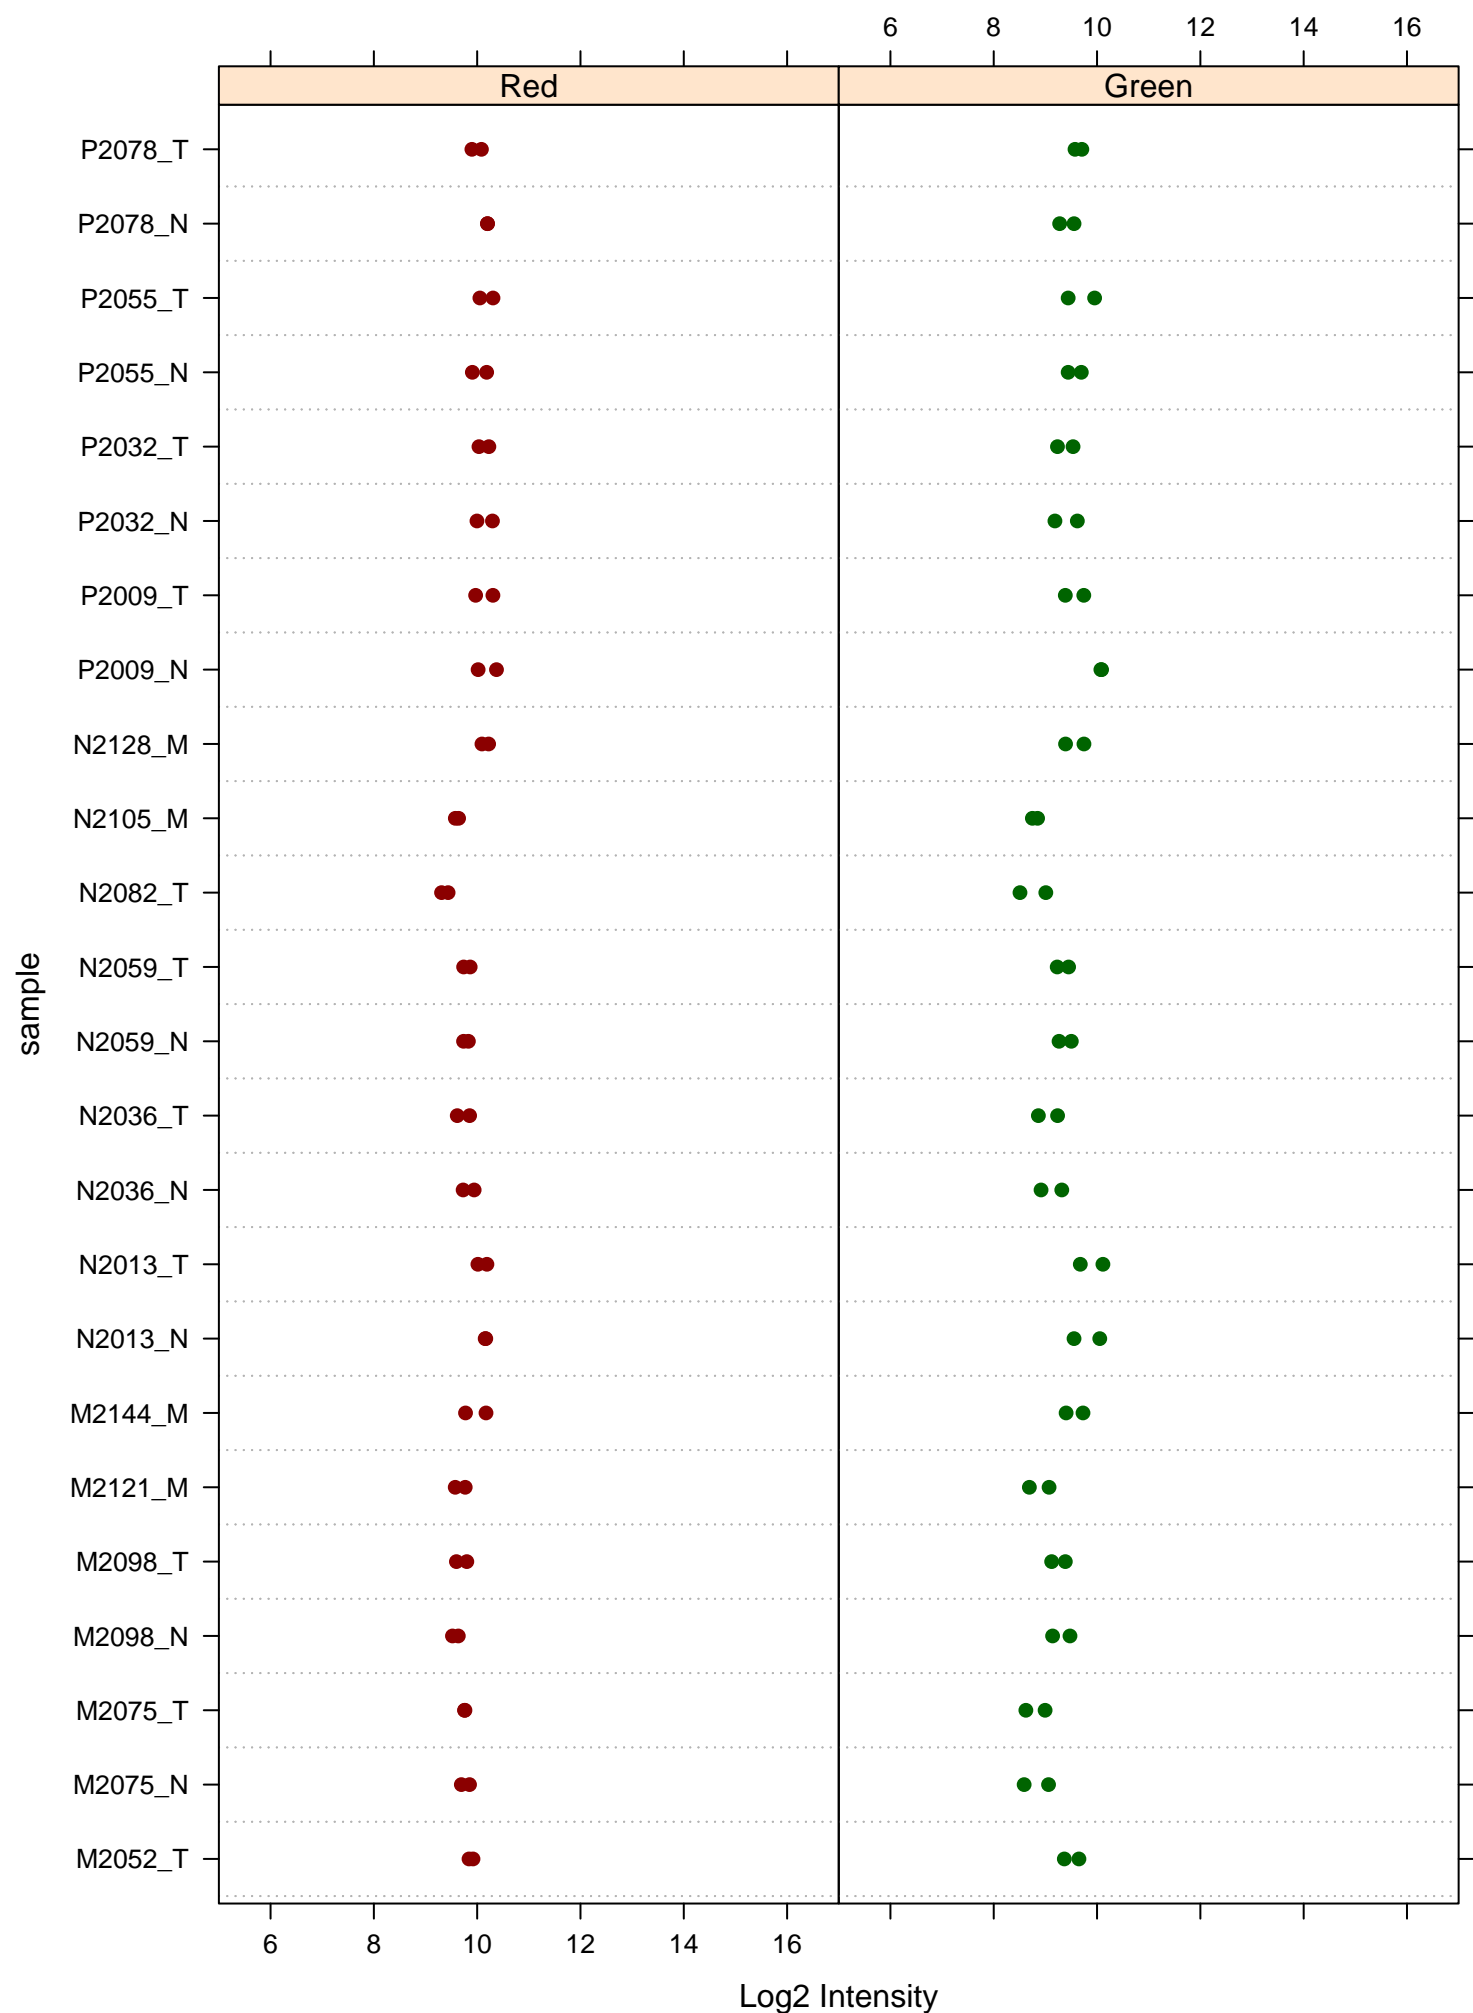 6 8 10 12 14 16
Red Green
P2078_T
P2078_N
P2055_T
P2055_N
P2032_T
P2032_N
P2009_T
P2009_N
N2128_M
N2105_M
N2082_T
N2059_T
N2059_N
N2036_T
N2036_N
N2013_T
N2013_N
M2144_M
M2121_M
M2098_T
M2098_N
M2075_T
M2075_N
M2052_T
sample
6 8 10 12 14 16
Log2 Intensity